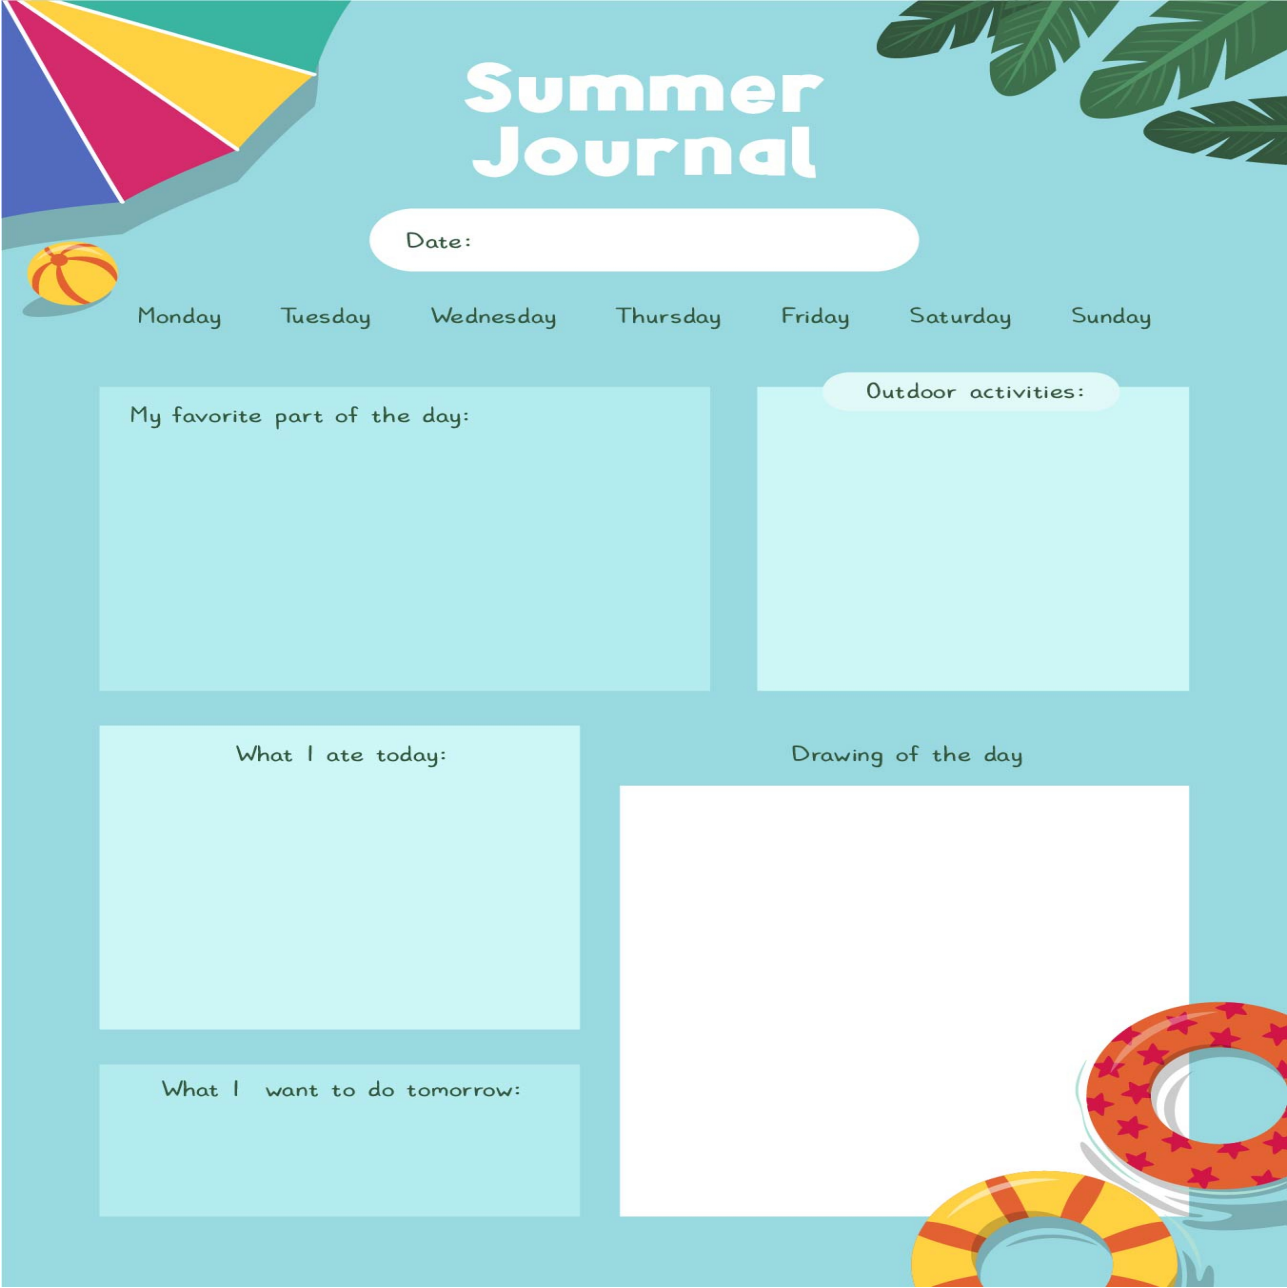 Summer
Journal
Date:
Monday Tuesday Wednesday Thursday Friday Saturday Sunday
My favorite part of the day:
Outdoor activities:
What I ate today:
Drawing of the day
What I want to do tomorrow: